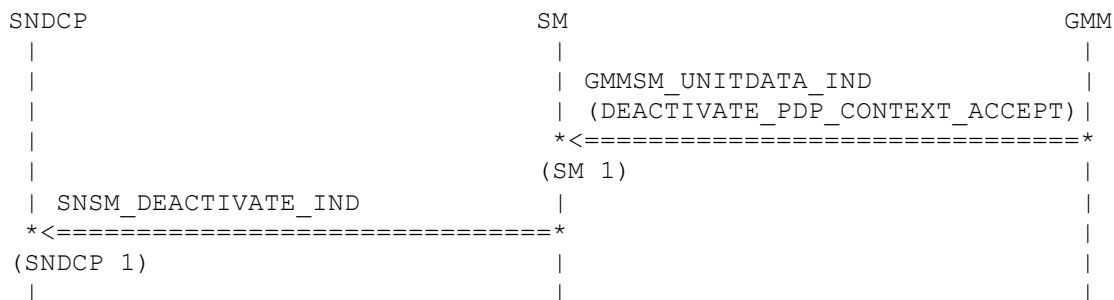 SNDCP SM GMM
GMMSM_UNITDATA_IND
(DEACTIVATE_PDP_CONTEXT_ACCEPT)
(SM 1)
SNSM_DEACTIVATE_IND
(SNDCP 1)